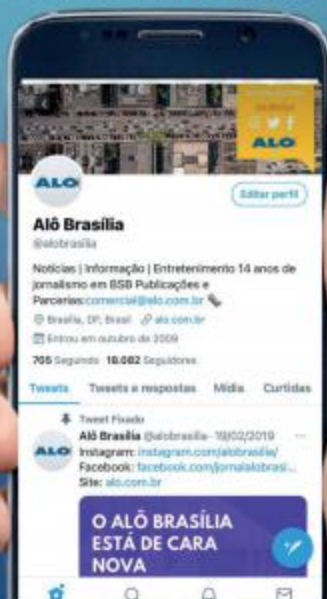 ALO
ALO
Editar perfil
Alô Brasília
@alobrasilia
Notícias | Informação | Entretenimento 14 anos de
jornalismo em BSB Publicações e
Parcerias:comercial@alo.com.br
Brasília, DF, Brasil alo.com.br
Entrou em outubro de 2009
705 Seguindo 18.082 Seguidores
Tweets Tweets e respostas Mídia Curtidas
Tweet Fixado
Alô Brasília @alobrasilia · 19/02/2019
ALO
Instagram: instagram.com/alobrasilia/
Facebook: facebook.com/jornalalobrasi...
Site: alo.com.br
O ALÔ BRASÍLIA
ESTÁ DE CARA
NOVA